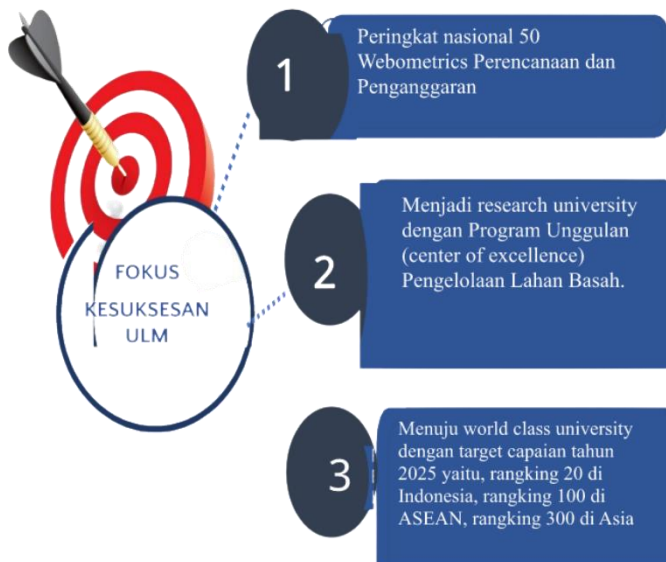 FOKUS
KESUKSESAN
ULM
1
Peringkat nasional 50
Webometrics Perencanaan dan
Penganggaran
2
Menjadi research university
dengan Program Unggulan
(center of excellence)
Pengelolaan Lahan Basah.
3
Menuju world class university
dengan target capaian tahun
2025 yaitu, rangking 20 di
Indonesia, rangking 100 di
ASEAN, rangking 300 di Asia